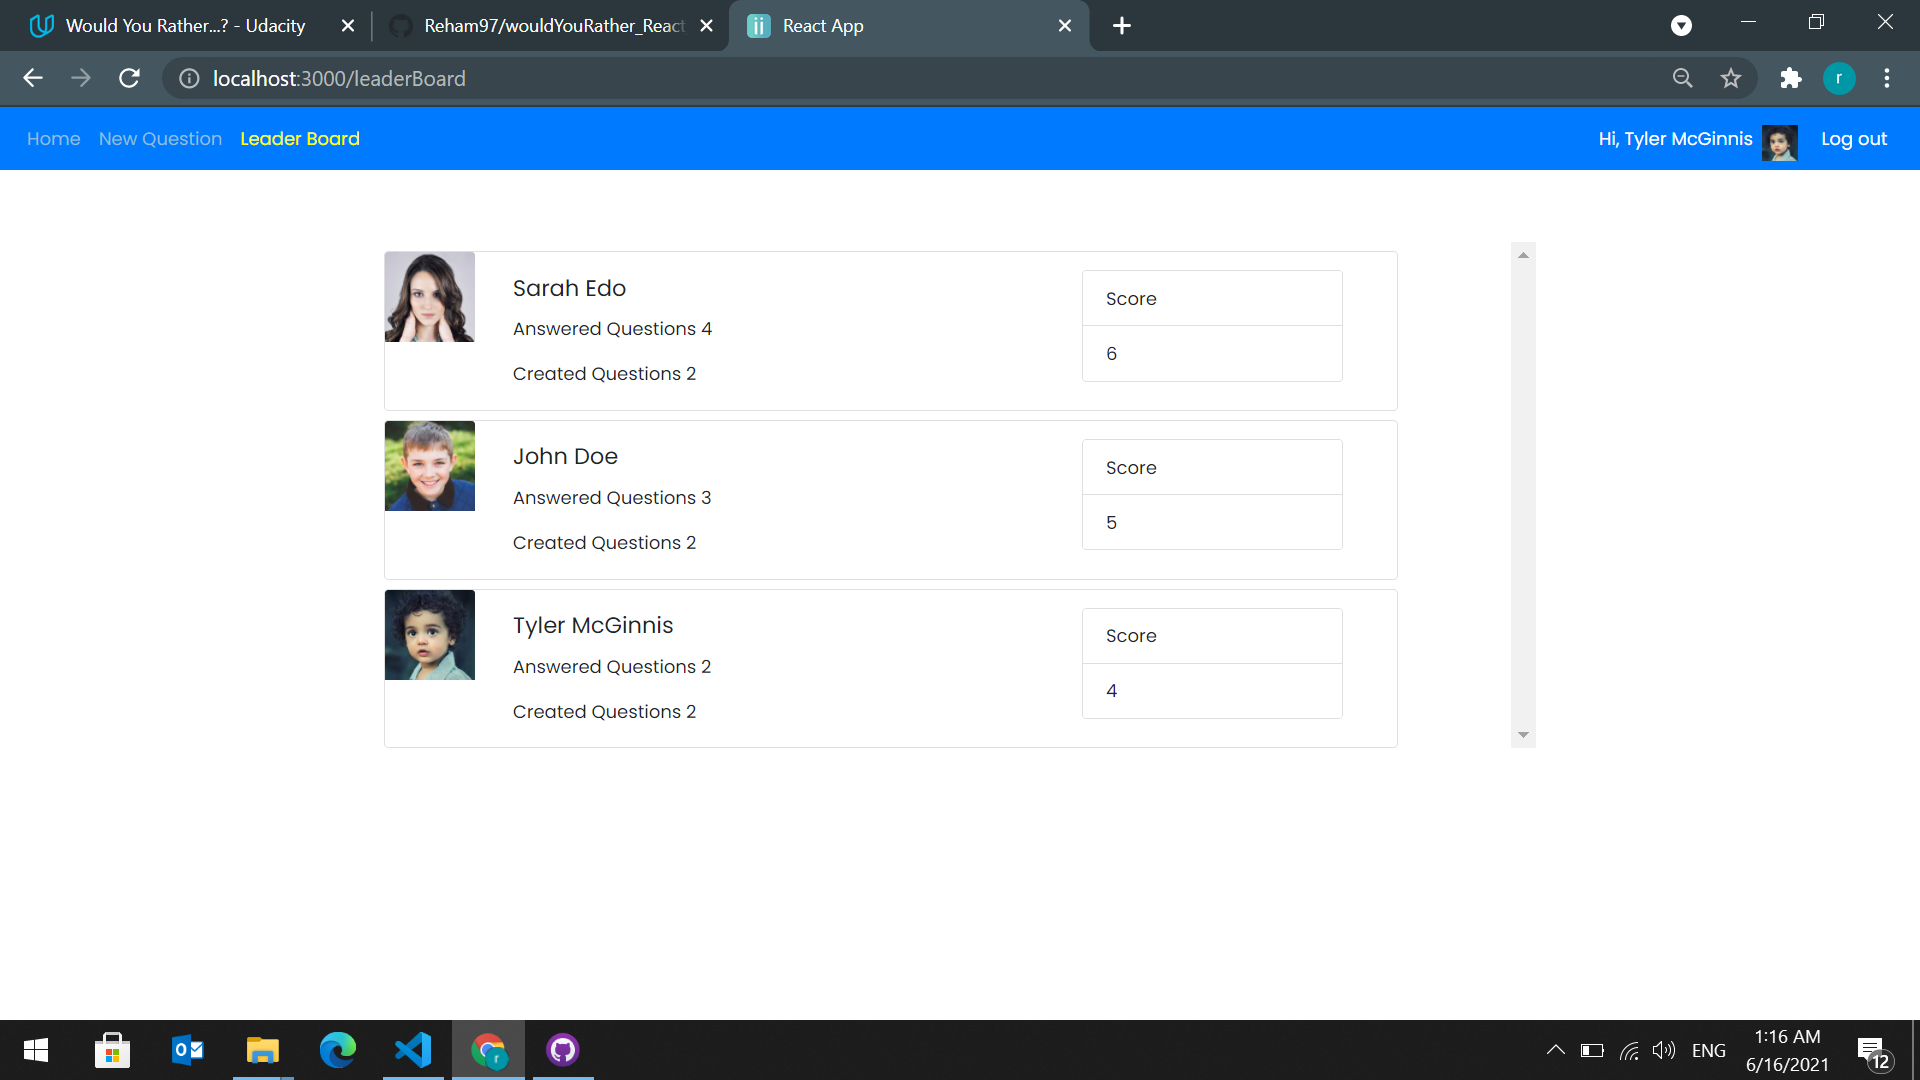 Would You Rather...? - Udacity
Reham97/wouldYouRather_React
React App
localhost:3000/leaderBoard
r
Home New Question Leader Board
Hi, Tyler McGinnis Log out
Sarah Edo
Answered Questions 4
Created Questions 2
Score
6
John Doe
Answered Questions 3
Created Questions 2
Score
5
Tyler McGinnis
Answered Questions 2
Created Questions 2
Score
4
ENG
1:16 AM
6/16/2021
12